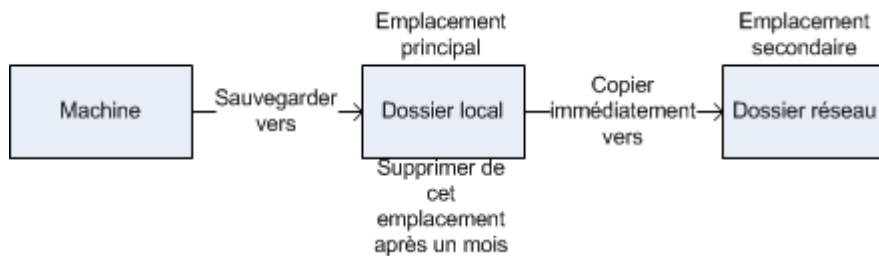 Emplacement
principal
Emplacement
secondaire
Machine
Sauvegarder
vers
Dossier local
Copier
immédiatement
vers
Dossier réseau
Supprimer de
cet
emplacement
après un mois